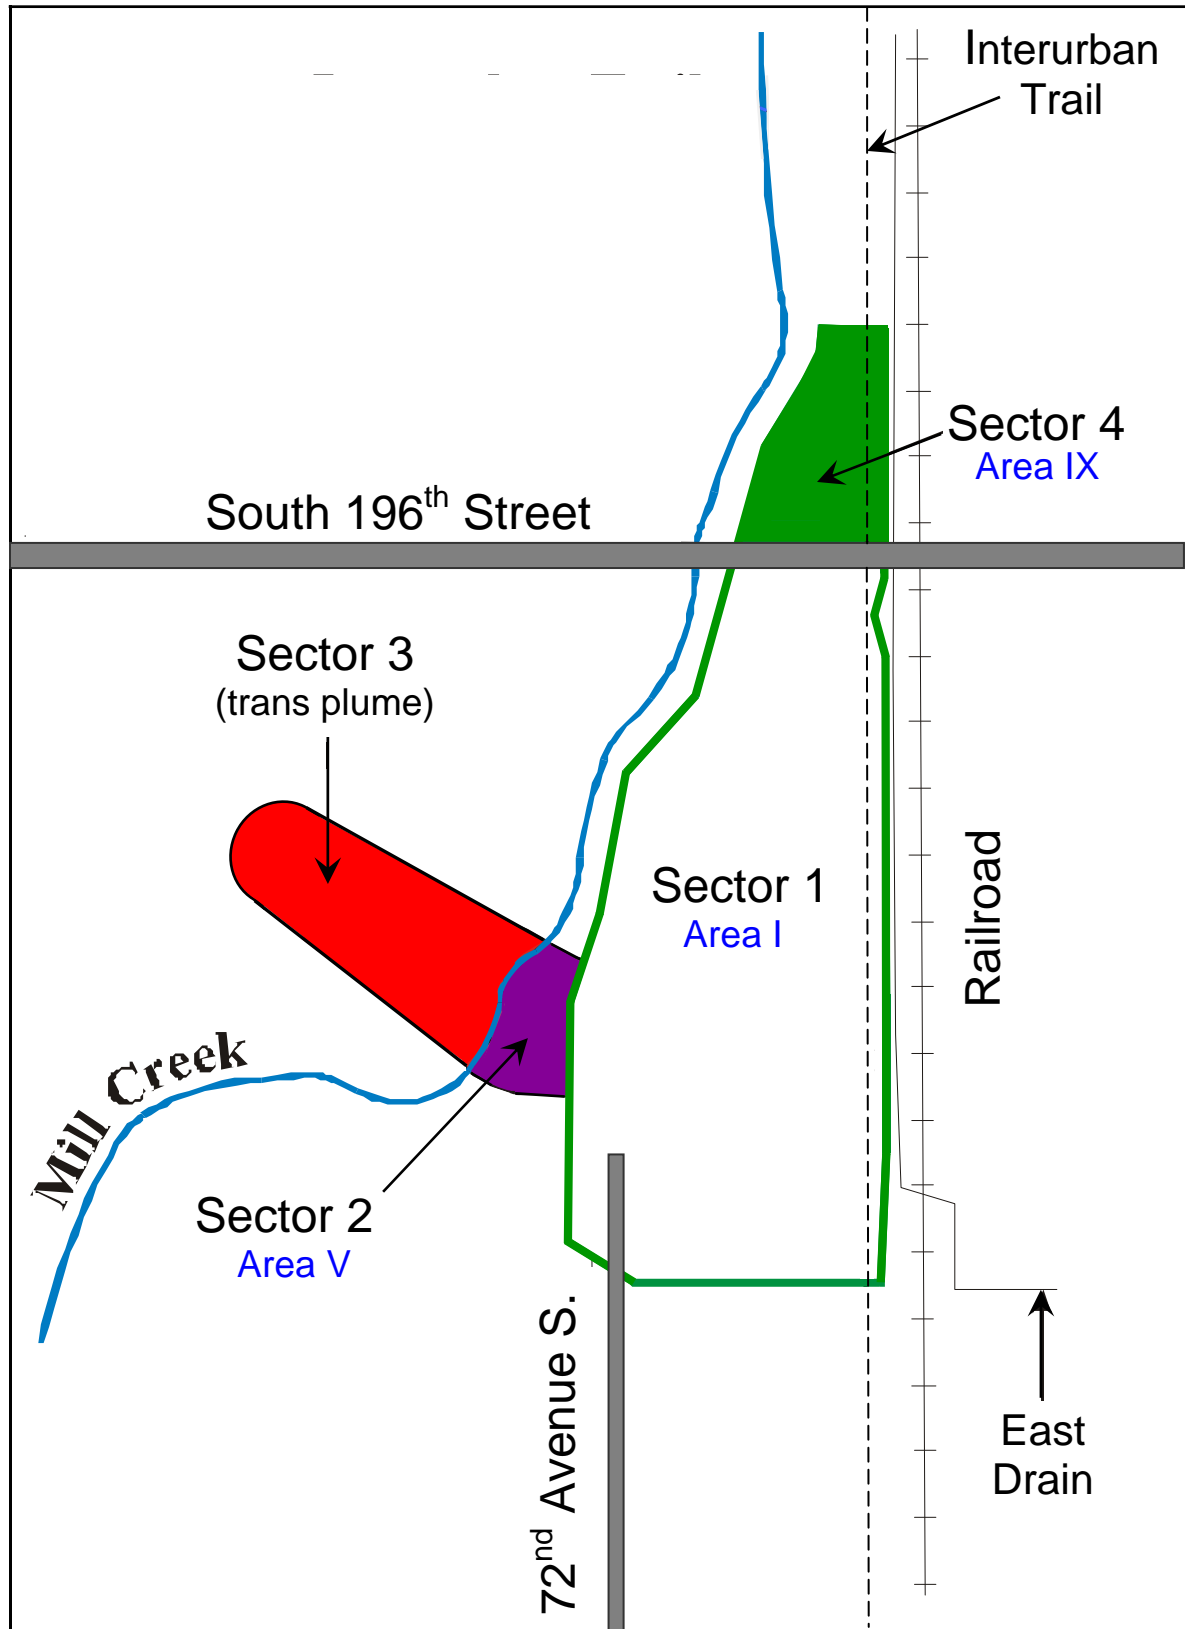 Interurban
Trail
Sector 4
Area IX
South 196th Street
Sector 3
(trans plume)
Sector 1
Area I
Railroad
Mill Creek
Sector 2
Area V
72nd Avenue S.
East
Drain